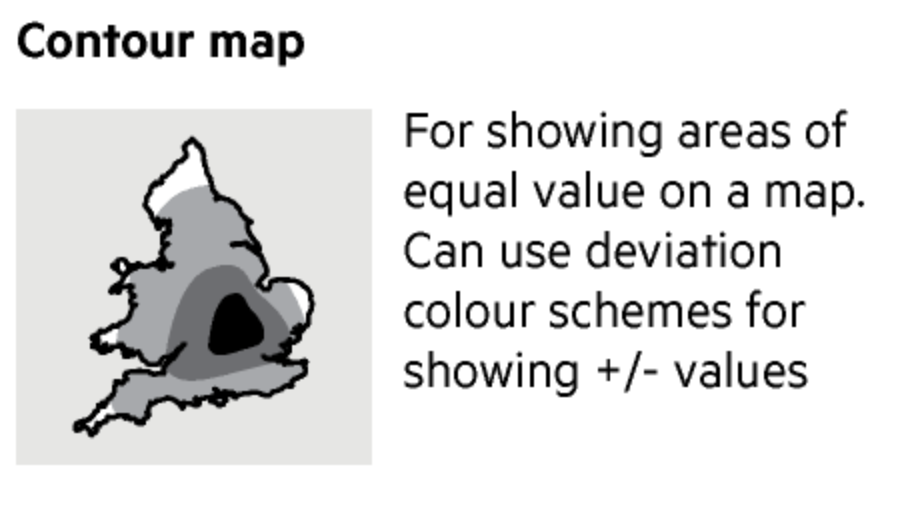 Contour map
For showing areas of
equal value on a map.
Can use deviation
colour schemes for
showing +/- values